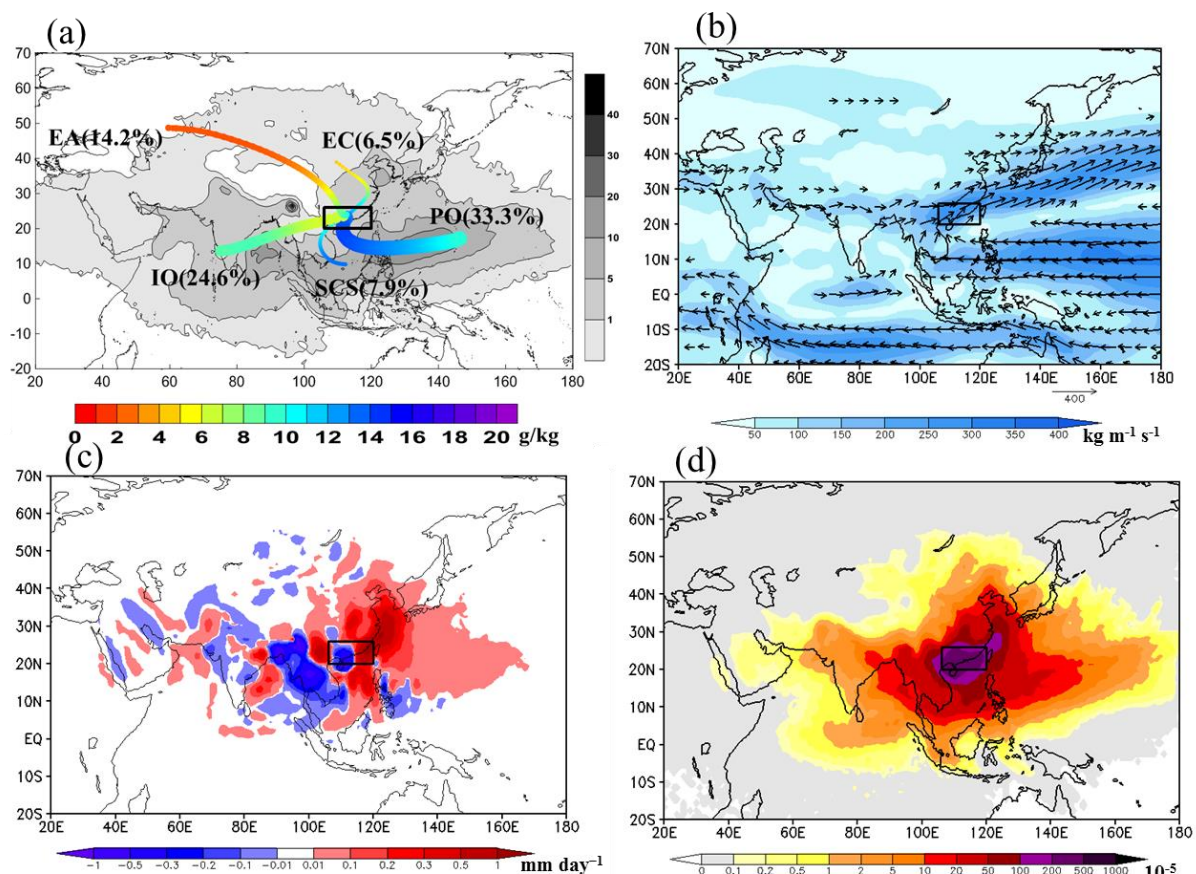 (a)
70
60
50
40
30
20
10
0
-10
-20
EA(14.2%)
EC(6.5%)
PO(33.3%)
IO(24.6%)
SCS(7.9%)
20 40 60 80 100 120 140 160 180
40
30
20
10
5
1
0 2 4 6 8 10 12 14 16 18 20 g/kg
(b)
70N
60N
50N
40N
30N
20N
10N
EQ
10S
20S
20E 40E 60E 80E 100E 120E 140E 160E 180
400
50 100 150 200 250 300 350 400 kg m⁻¹ s⁻¹
(c)
70N
60N
50N
40N
30N
20N
10N
EQ
10S
20S
20E 40E 60E 80E 100E 120E 140E 160E 180
-1 -0.5 -0.3 -0.2 -0.1 -0.01 0.01 0.1 0.2 0.3 0.5 1 mm day⁻¹
(d)
70N
60N
50N
40N
30N
20N
10N
EQ
10S
20S
20E 40E 60E 80E 100E 120E 140E 160E 180
0 0.1 0.2 0.5 1 2 5 10 20 50 100 200 500 1000 10⁻⁵